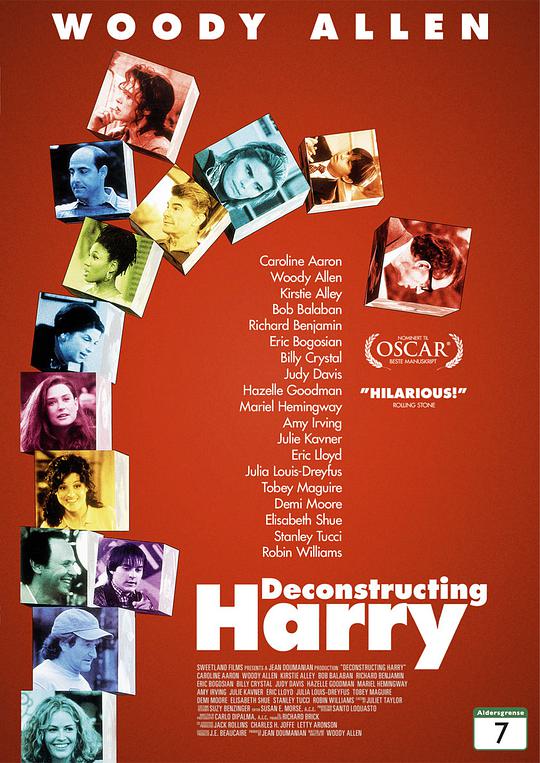 WOODY ALLEN
Caroline Aaron
Woody Allen
Kirstie Alley
Bob Balaban
Richard Benjamin
Eric Bogosian
Billy Crystal
Judy Davis
Hazelle Goodman
Mariel Hemingway
Amy Irving
Julie Kavner
Eric Lloyd
Julia Louis-Dreyfus
Tobey Maguire
Demi Moore
Elisabeth Shue
Stanley Tucci
Robin Williams
NOMINERT TIL
OSCAR®
BESTE MANUSKRIPT
"HILARIOUS!"
ROLLING STONE
Deconstructing
Harry
SWEETLAND FILMS PRESENTS A JEAN DOUMANIAN PRODUCTION "DECONSTRUCTING HARRY"
CAROLINE AARON WOODY ALLEN KIRSTIE ALLEY BOB BALABAN RICHARD BENJAMIN
ERIC BOGOSIAN BILLY CRYSTAL JUDY DAVIS HAZELLE GOODMAN MARIEL HEMINGWAY
AMY IRVING JULIE KAVNER ERIC LLOYD JULIA LOUIS-DREYFUS TOBEY MAGUIRE
DEMI MOORE ELISABETH SHUE STANLEY TUCCI ROBIN WILLIAMS JULIET TAYLOR
SUZY BENZINGER SUSAN E. MORSE, A.C.E. SANTO LOQUASTO
CARLO DIPALMA, A.I.C. RICHARD BRICK
JACK ROLLINS CHARLES H. JOFFE LETTY ARONSON
J.E. BEAUCAIRE JEAN DOUMANIAN WOODY ALLEN
Aldersgrense
7